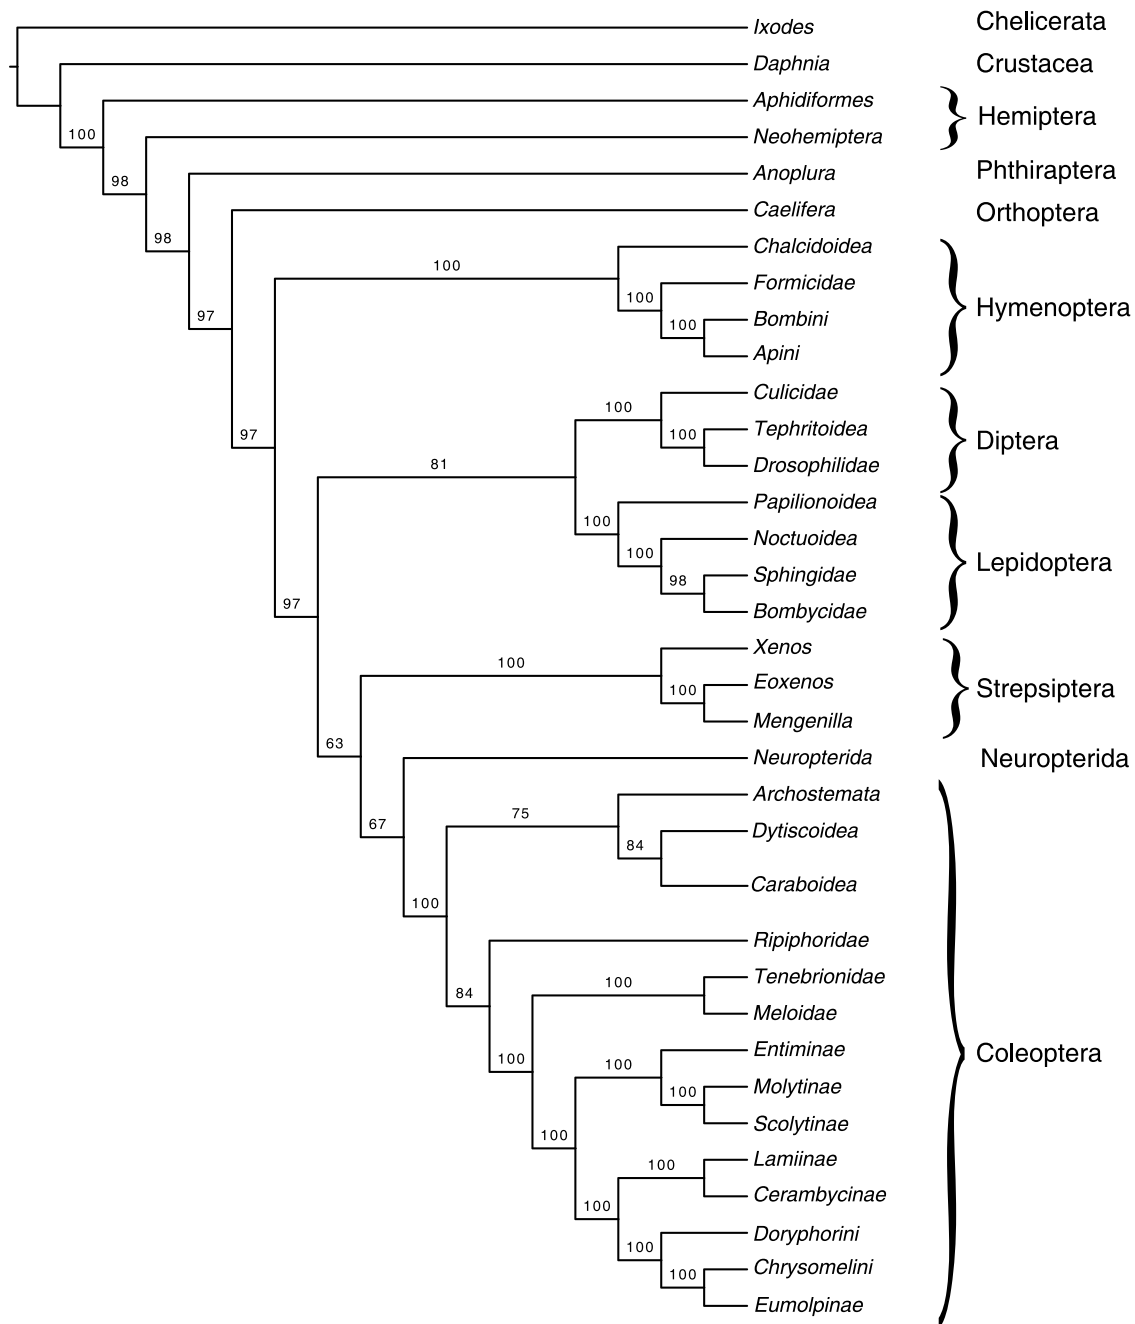 Ixodes Chelicerata
Daphnia Crustacea
Aphidiformes
100 Hemiptera
Neohemiptera
98
Anoplura Phthiraptera
98
Caelifera Orthoptera
Chalcidoidea
100
Formicidae
100
Hymenoptera
97
Bombini
100
Apini
Culicidae
100
Tephritoidea
97 100 Diptera
Drosophilidae
81
Papilionoidea
100
Noctuoidea
100
Lepidoptera
Sphingidae
98
97
Bombycidae
Xenos
100
Eoxenos
100 Strepsiptera
Mengenilla
63
Neuropterida Neuropterida
Archostemata
75
Dytiscoidea
67 84
Caraboidea
100
Ripiphoridae
Tenebrionidae
100
84
Meloidae
Entiminae
100 100 Coleoptera
Molytinae
100
Scolytinae
100
Lamiinae
100
Cerambycinae
100
Doryphorini
100
Chrysomelini
100
Eumolpinae